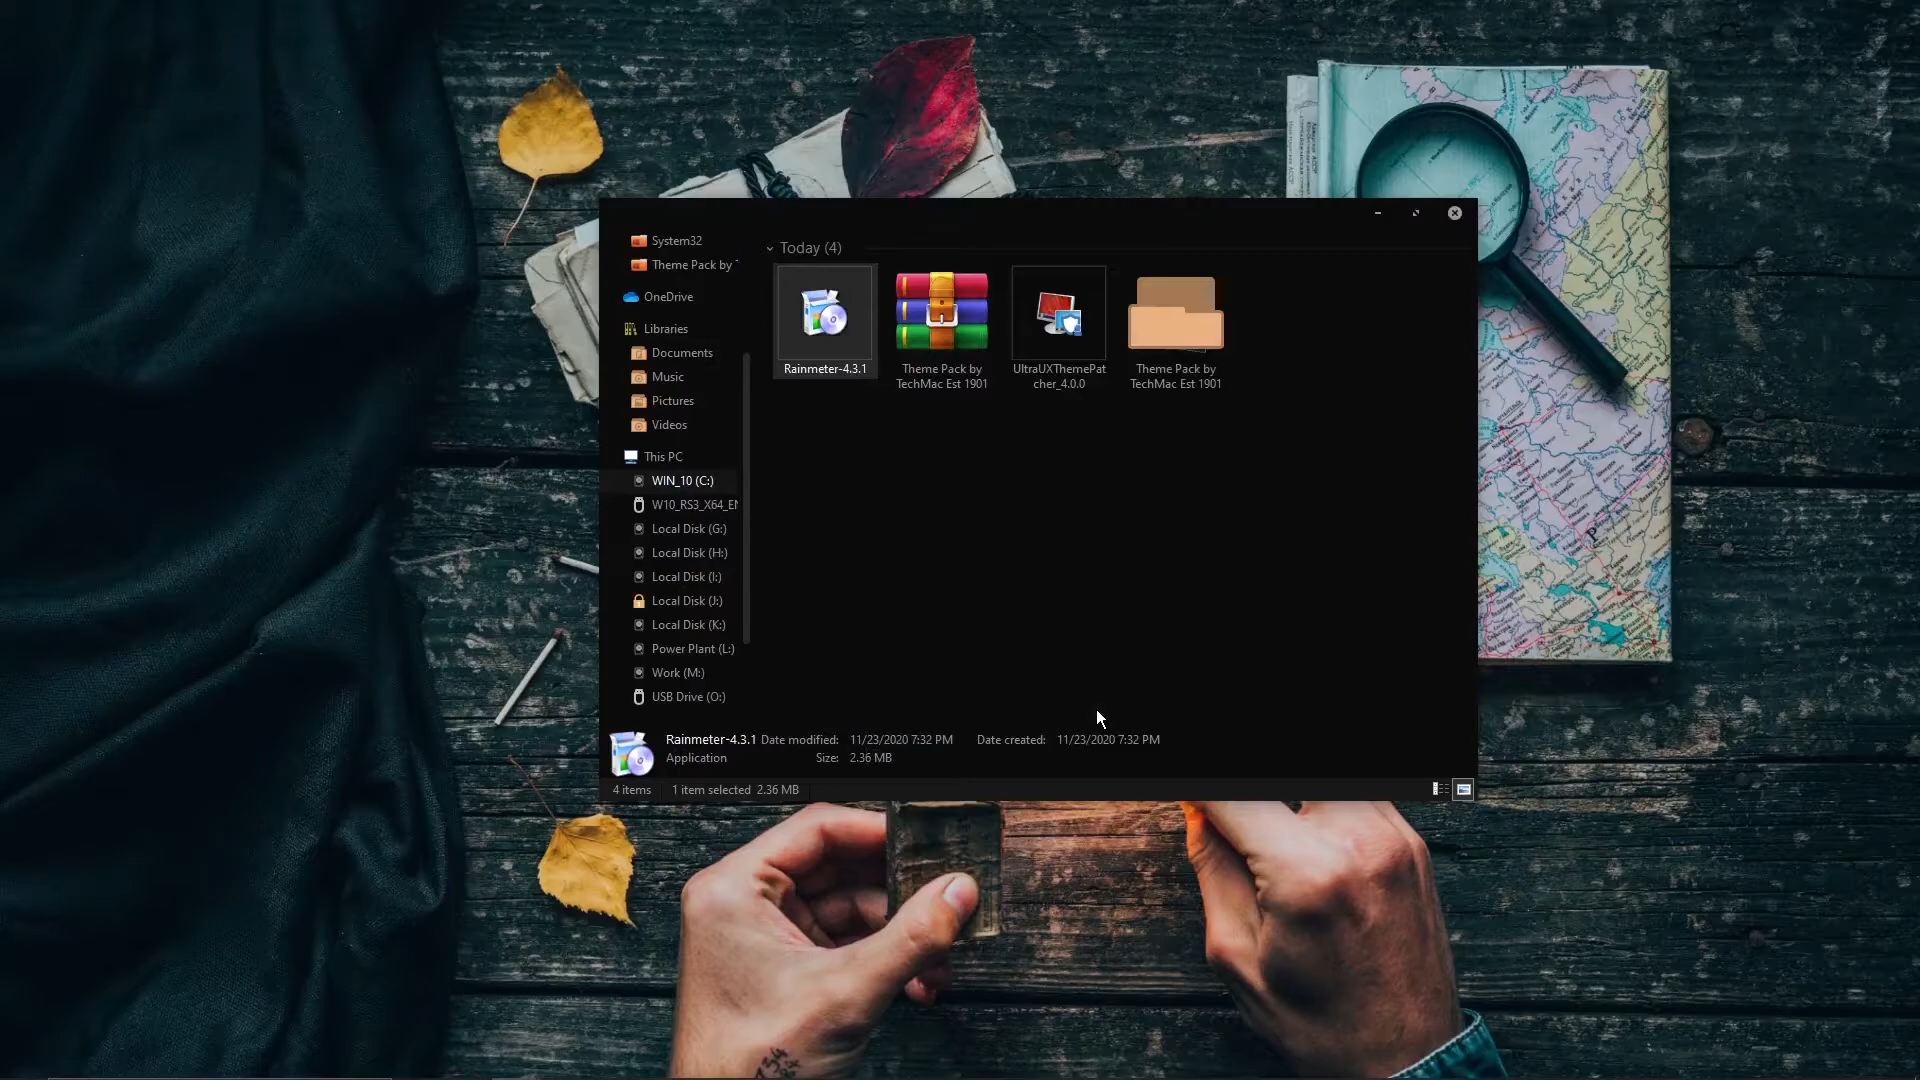 System32
Theme Pack by
OneDrive
Libraries
Documents
Music
Pictures
Videos
This PC
WIN_10 (C:)
W10_RS3_X64_EN
Local Disk (G:)
Local Disk (H:)
Local Disk (I:)
Local Disk (J:)
Local Disk (K:)
Power Plant (L:)
Work (M:)
USB Drive (O:)
Today (4)
Rainmeter-4.3.1
Theme Pack by
TechMac Est 1901
UltraUXThemePat
cher_4.0.0
Theme Pack by
TechMac Est 1901
Rainmeter-4.3.1 Date modified: 11/23/2020 7:32 PM Date created: 11/23/2020 7:32 PM
Application Size: 2.36 MB
4 items 1 item selected 2.36 MB